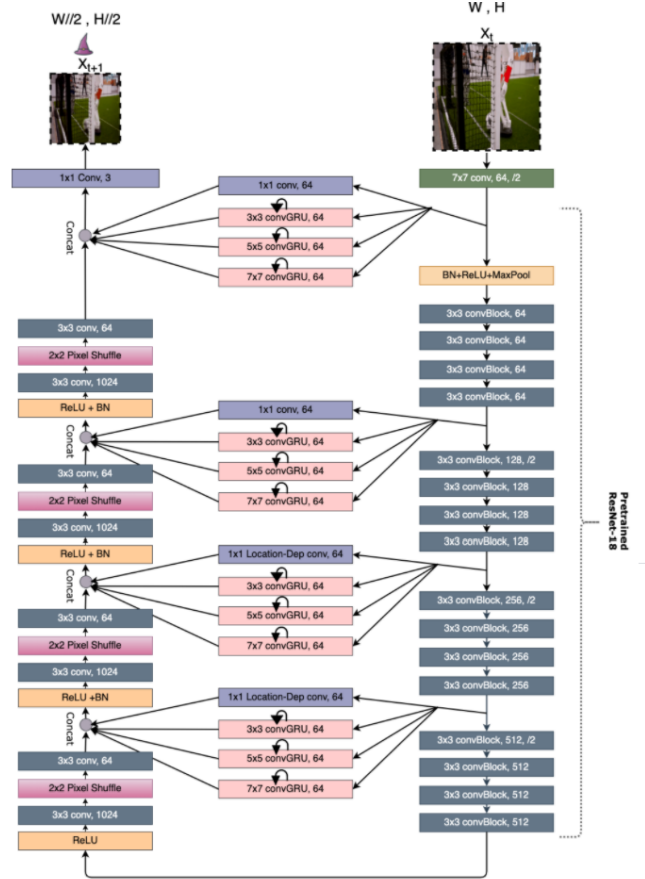 W//2 , H//2
X_{t+1}
W , H
X_t
1x1 Conv, 3
Concat
3x3 conv, 64
2x2 Pixel Shuffle
3x3 conv, 1024
ReLU + BN
Concat
3x3 conv, 64
2x2 Pixel Shuffle
3x3 conv, 1024
ReLU + BN
Concat
3x3 conv, 64
2x2 Pixel Shuffle
3x3 conv, 1024
ReLU +BN
Concat
3x3 conv, 64
2x2 Pixel Shuffle
3x3 conv, 1024
ReLU
1x1 conv, 64
3x3 convGRU, 64
5x5 convGRU, 64
7x7 convGRU, 64
1x1 conv, 64
3x3 convGRU, 64
5x5 convGRU, 64
7x7 convGRU, 64
1x1 Location-Dep conv, 64
3x3 convGRU, 64
5x5 convGRU, 64
7x7 convGRU, 64
1x1 Location-Dep conv, 64
3x3 convGRU, 64
5x5 convGRU, 64
7x7 convGRU, 64
7x7 conv, 64, /2
BN+ReLU+MaxPool
3x3 convBlock, 64
3x3 convBlock, 64
3x3 convBlock, 64
3x3 convBlock, 64
3x3 convBlock, 128, /2
3x3 convBlock, 128
3x3 convBlock, 128
3x3 convBlock, 128
3x3 convBlock, 256, /2
3x3 convBlock, 256
3x3 convBlock, 256
3x3 convBlock, 256
3x3 convBlock, 512, /2
3x3 convBlock, 512
3x3 convBlock, 512
3x3 convBlock, 512
Pretrained
ResNet-18